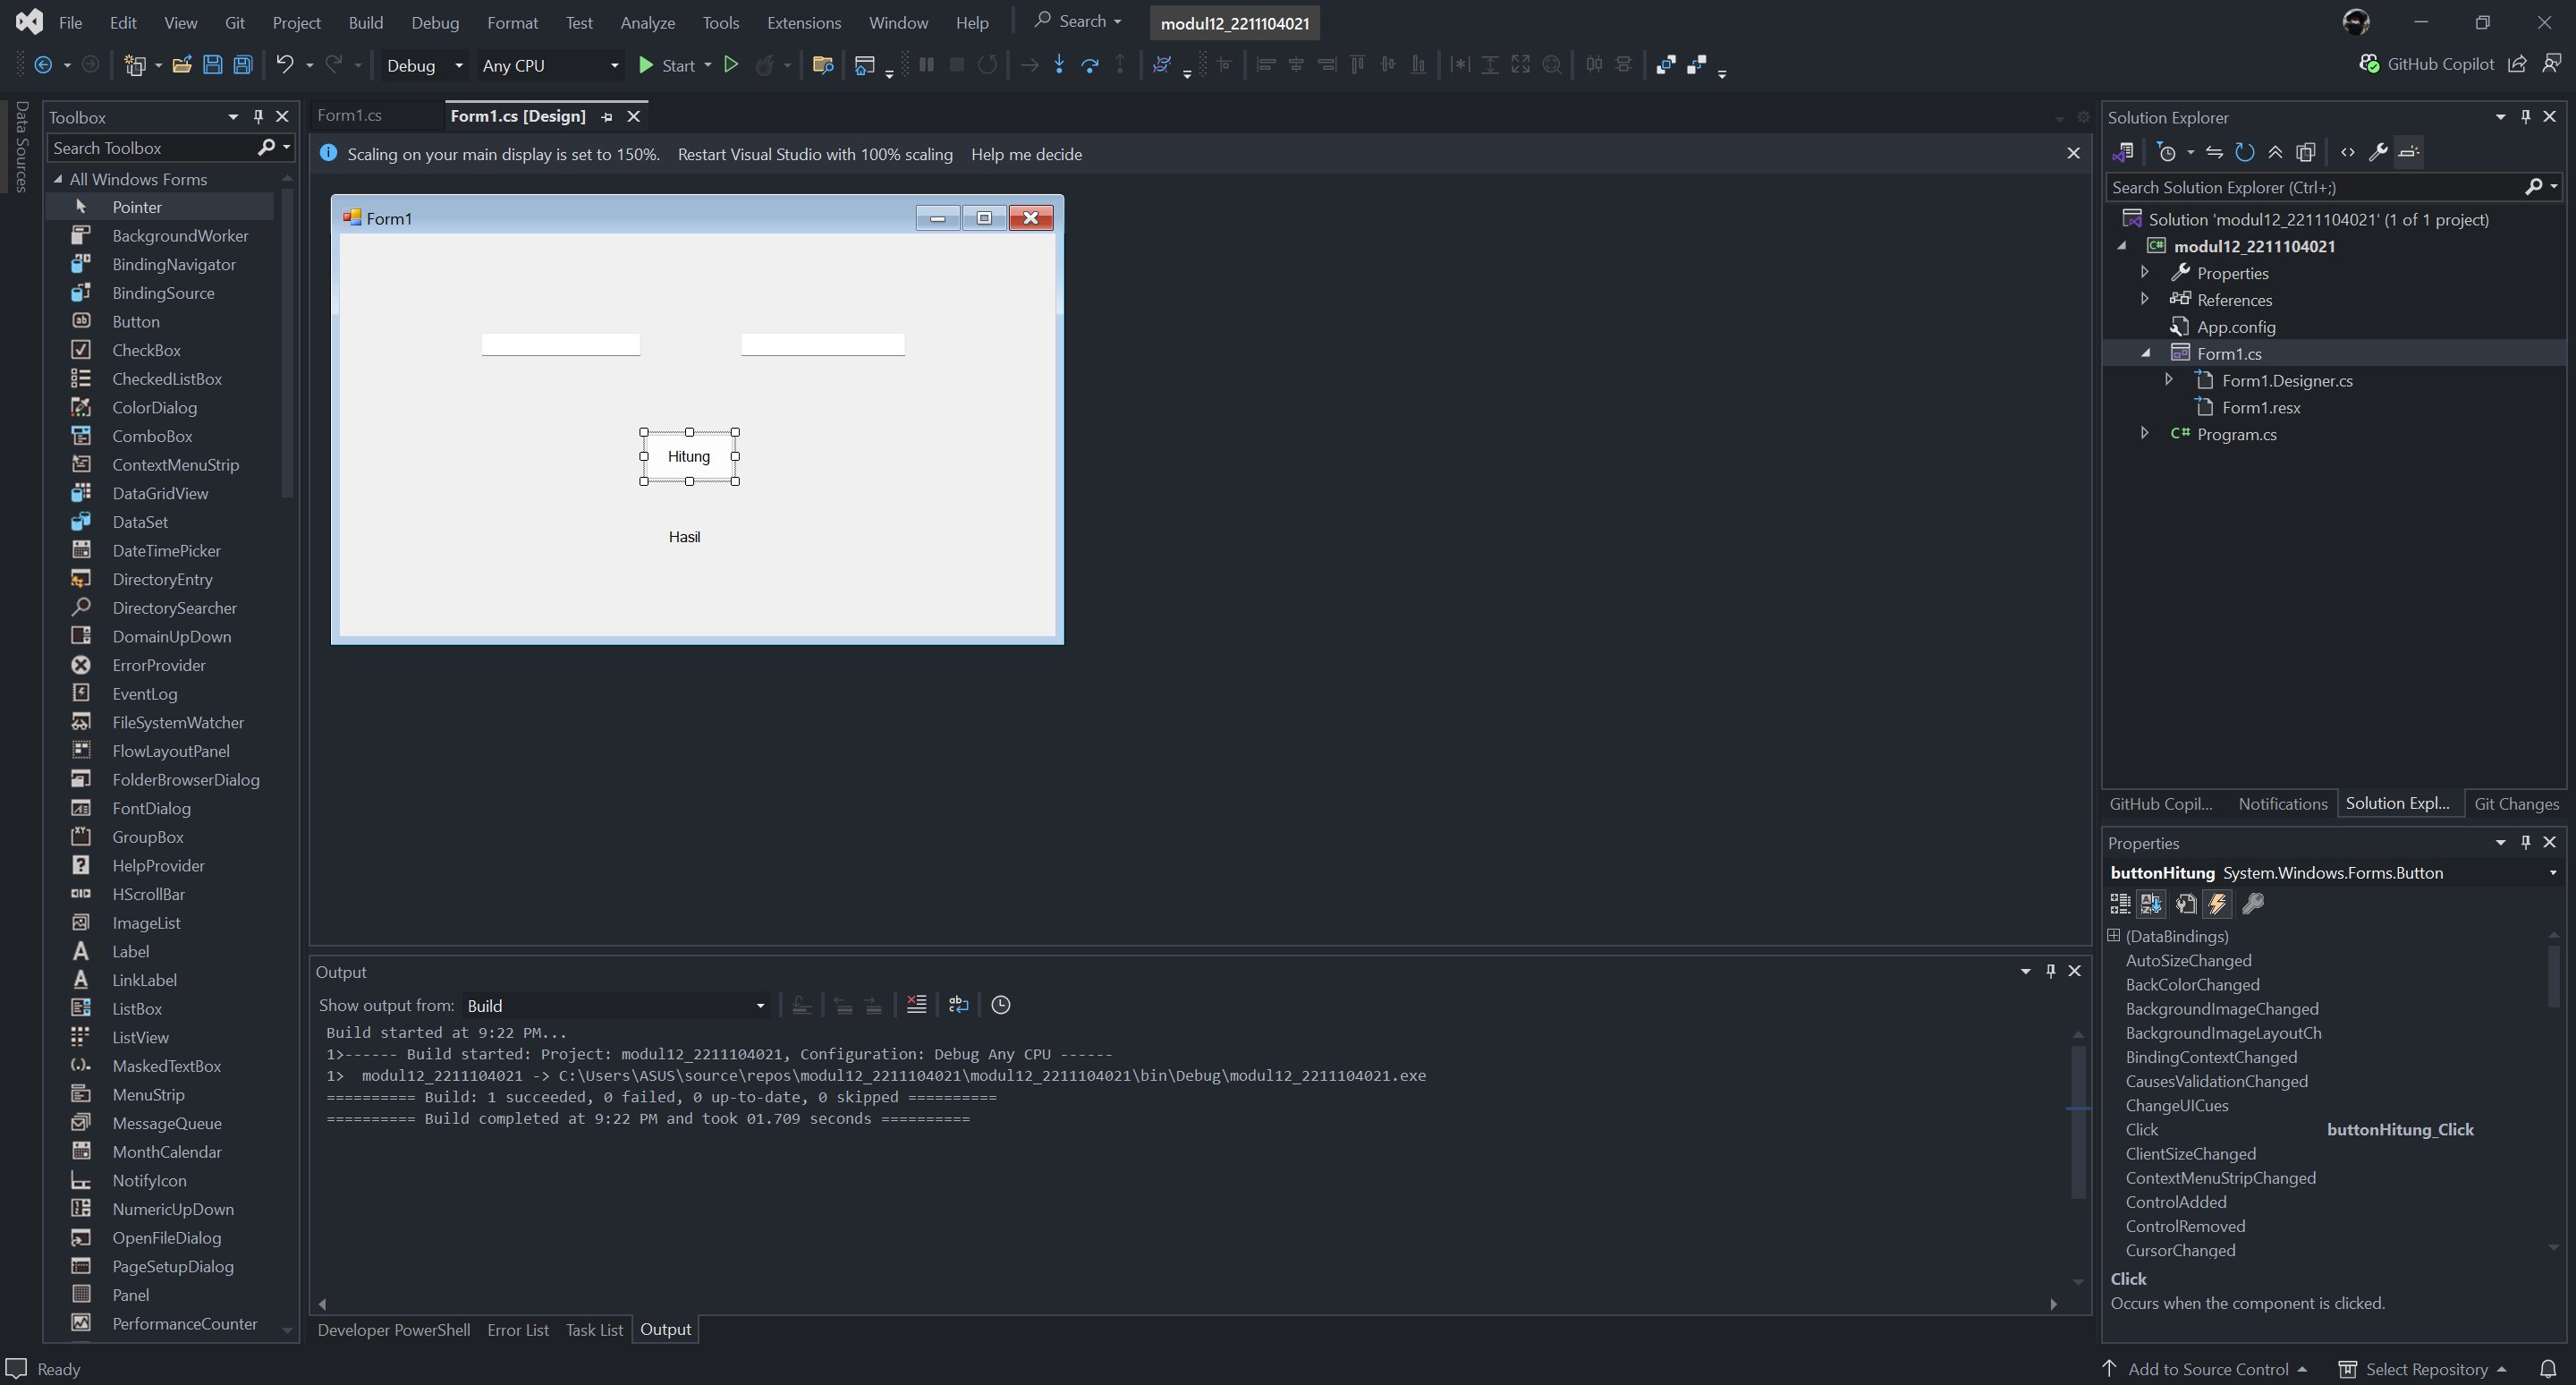 File Edit View Git Project Build Debug Format Test Analyze Tools Extensions Window Help Search modul12_2211104021
Debug Any CPU Start GitHub Copilot
Data Sources
Toolbox
Search Toolbox
All Windows Forms
Pointer
BackgroundWorker
BindingNavigator
BindingSource
Button
CheckBox
CheckedListBox
ColorDialog
ComboBox
ContextMenuStrip
DataGridView
DataSet
DateTimePicker
DirectoryEntry
DirectorySearcher
DomainUpDown
ErrorProvider
EventLog
FileSystemWatcher
FlowLayoutPanel
FolderBrowserDialog
FontDialog
GroupBox
HelpProvider
HScrollBar
ImageList
Label
LinkLabel
ListBox
ListView
MaskedTextBox
MenuStrip
MessageQueue
MonthCalendar
NotifyIcon
NumericUpDown
OpenFileDialog
PageSetupDialog
Panel
PerformanceCounter
Form1.cs Form1.cs [Design]
Scaling on your main display is set to 150%. Restart Visual Studio with 100% scaling Help me decide
Form1
Hitung
Hasil
Output
Show output from: Build
Build started at 9:22 PM...
1>------ Build started: Project: modul12_2211104021, Configuration: Debug Any CPU ------
1> modul12_2211104021 -> C:\Users\ASUS\source\repos\modul12_2211104021\modul12_2211104021\bin\Debug\modul12_2211104021.exe
========== Build: 1 succeeded, 0 failed, 0 up-to-date, 0 skipped ==========
========== Build completed at 9:22 PM and took 01.709 seconds ==========
Developer PowerShell Error List Task List Output
Solution Explorer
Search Solution Explorer (Ctrl+;)
Solution 'modul12_2211104021' (1 of 1 project)
C# modul12_2211104021
Properties
References
App.config
Form1.cs
Form1.Designer.cs
Form1.resx
C# Program.cs
GitHub Copil... Notifications Solution Expl... Git Changes
Properties
buttonHitung System.Windows.Forms.Button
(DataBindings)
AutoSizeChanged
BackColorChanged
BackgroundImageChanged
BackgroundImageLayoutCh
BindingContextChanged
CausesValidationChanged
ChangeUICues
Click buttonHitung_Click
ClientSizeChanged
ContextMenuStripChanged
ControlAdded
ControlRemoved
CursorChanged
Click
Occurs when the component is clicked.
Ready Add to Source Control Select Repository